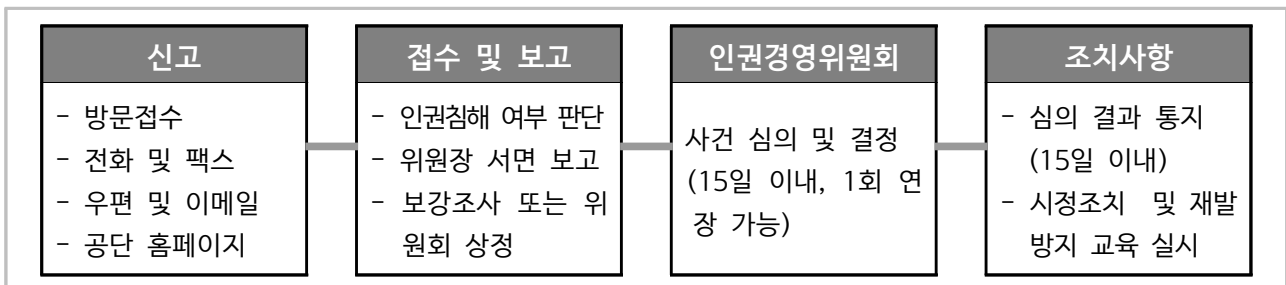 신고
- 방문접수
- 전화 및 팩스
- 우편 및 이메일
- 공단 홈페이지
접수 및 보고
- 인권침해 여부 판단
- 위원장 서면 보고
- 보강조사 또는 위
원회 상정
인권경영위원회
사건 심의 및 결정
(15일 이내, 1회 연
장 가능)
조치사항
- 심의 결과 통지
(15일 이내)
- 시정조치 및 재발
방지 교육 실시